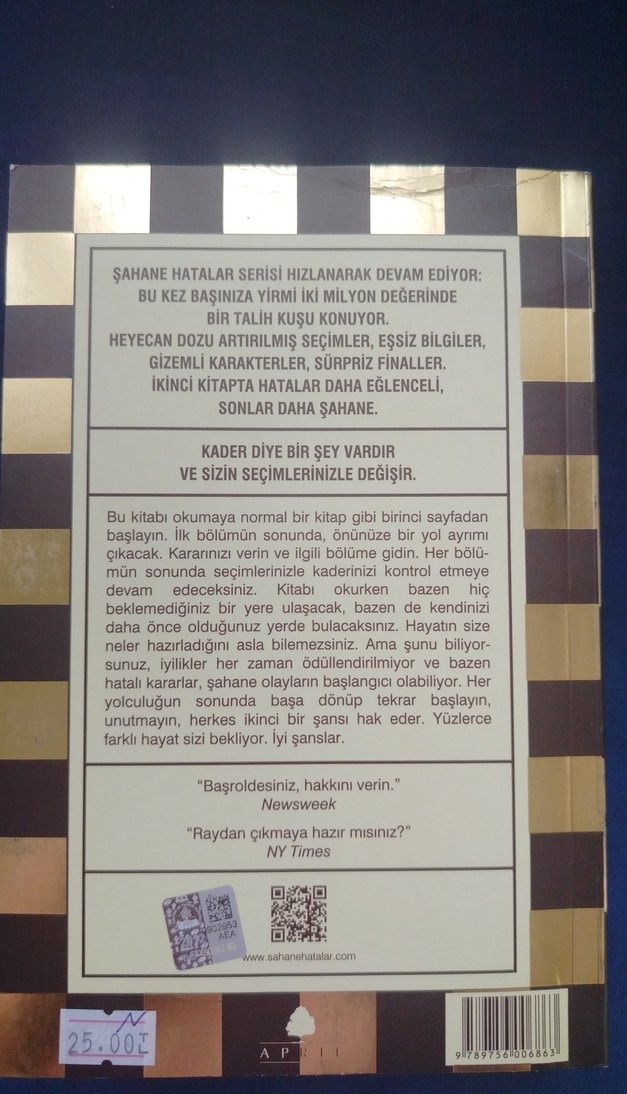 ŞAHANE HATALAR SERİSİ HIZLANARAK DEVAM EDİYOR:
BU KEZ BAŞINIZA YİRMİ İKİ MİLYON DEĞERİNDE
BİR TALİH KUŞU KONUYOR.
HEYECAN DOZU ARTIRILMIŞ SEÇİMLER, EŞSİZ BİLGİLER,
GİZEMLİ KARAKTERLER, SÜRPRİZ FİNALLER.
İKİNCİ KİTAPTA HATALAR DAHA EĞLENCELİ,
SONLAR DAHA ŞAHANE.
KADER DİYE BİR ŞEY VARDIR
VE SİZİN SEÇİMLERİNİZLE DEĞİŞİR.
Bu kitabı okumaya normal bir kitap gibi birinci sayfadan
başlayın. İlk bölümün sonunda, önünüze bir yol ayrımı
çıkacak. Kararınızı verin ve ilgili bölüme gidin. Her bölü-
mün sonunda seçimlerinizle kaderinizi kontrol etmeye
devam edeceksiniz. Kitabı okurken bazen hiç
beklemediğiniz bir yere ulaşacak, bazen de kendinizi
daha önce olduğunuz yerde bulacaksınız. Hayatın size
neler hazırladığını asla bilemezsiniz. Ama şunu biliyor-
sunuz, iyilikler her zaman ödüllendirilmiyor ve bazen
hatalı kararlar, şahane olayların başlangıcı olabiliyor. Her
yolculuğun sonunda başa dönüp tekrar başlayın,
unutmayın, herkes ikinci bir şansı hak eder. Yüzlerce
farklı hayat sizi bekliyor. İyi şanslar.
"Başroldesiniz, hakkını verin."
Newsweek
"Raydan çıkmaya hazır mısınız?"
NY Times
AEA
www.sahanehatalar.com
25.00TL
APRIL
9 789756 006863